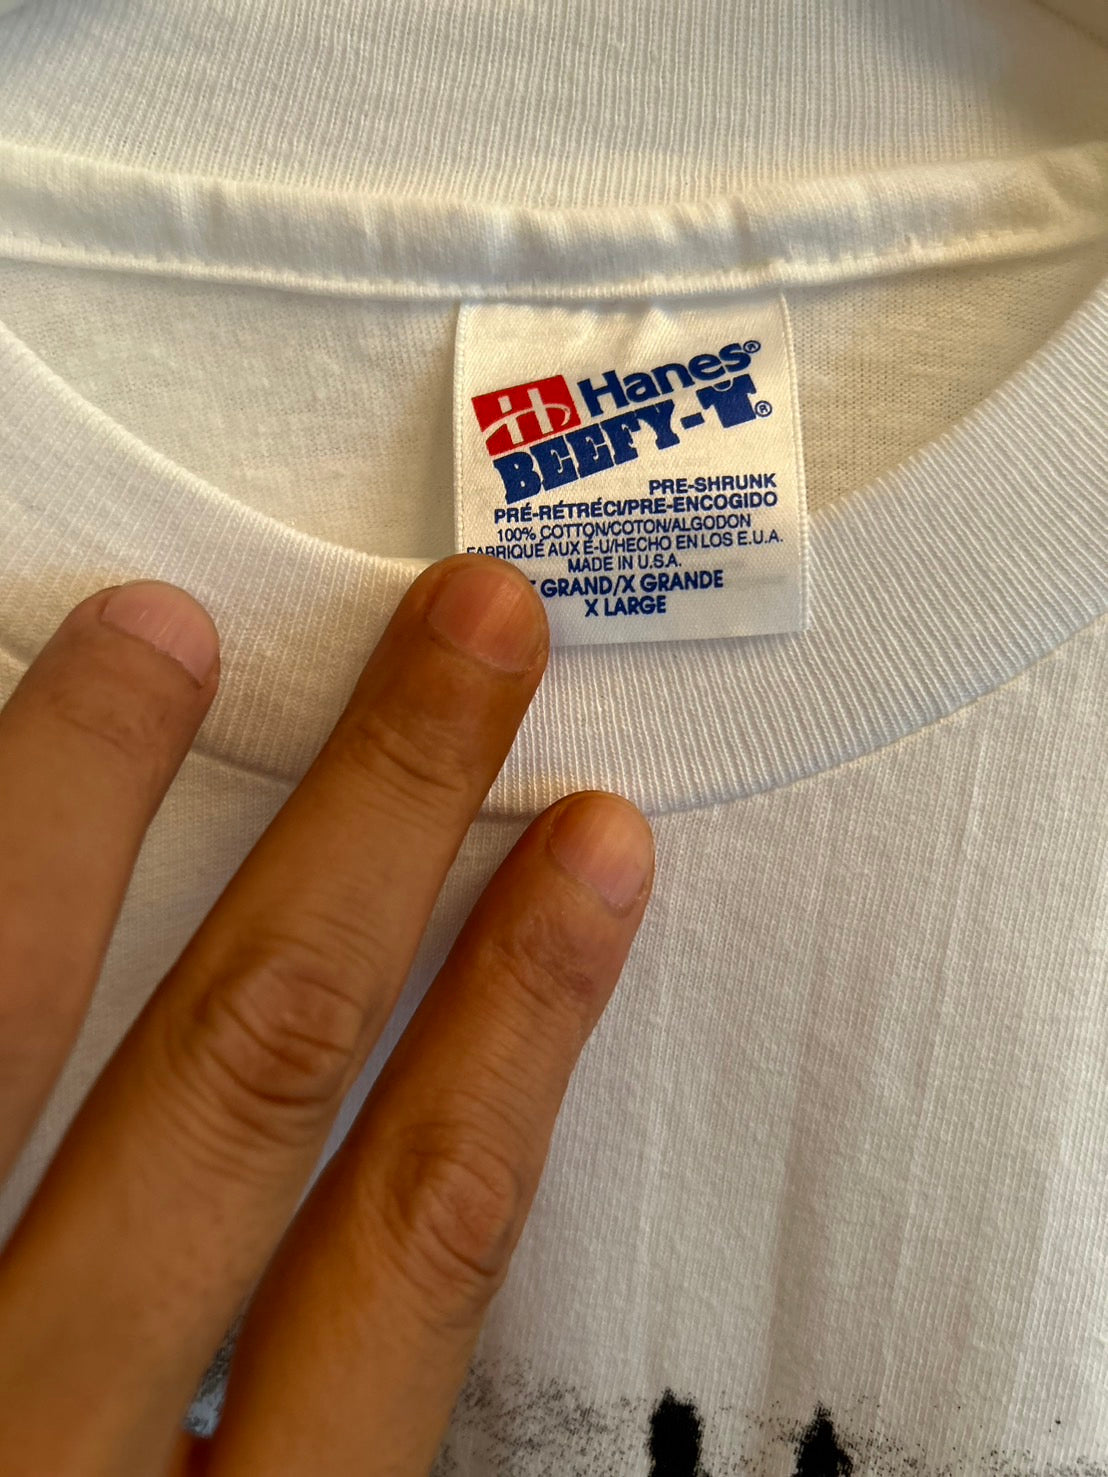 Hanes®
BEEFY-T®
PRE-SHRUNK
PRÉ-RÉTRÉCI/PRE-ENCOGIDO
100% COTTON/COTON/ALGODON
FABRIQUÉ AUX É-U/HECHO EN LOS E.U.A.
MADE IN U.S.A.
GRAND/X GRANDE
X LARGE